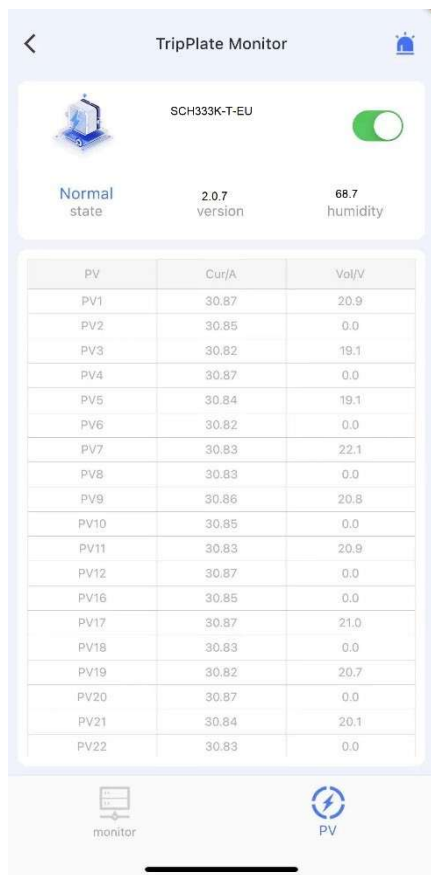 TripPlate Monitor
SCH333K-T-EU
Normal 2.0.7 68.7
state version humidity
PV Cur/A Vol/V
PV1 30.87 20.9
PV2 30.85 0.0
PV3 30.82 19.1
PV4 30.87 0.0
PV5 30.84 19.1
PV6 30.82 0.0
PV7 30.83 22.1
PV8 30.83 0.0
PV9 30.86 20.8
PV10 30.85 0.0
PV11 30.83 20.9
PV12 30.87 0.0
PV16 30.85 0.0
PV17 30.87 21.0
PV18 30.83 0.0
PV19 30.82 20.7
PV20 30.87 0.0
PV21 30.84 20.1
PV22 30.83 0.0
monitor PV